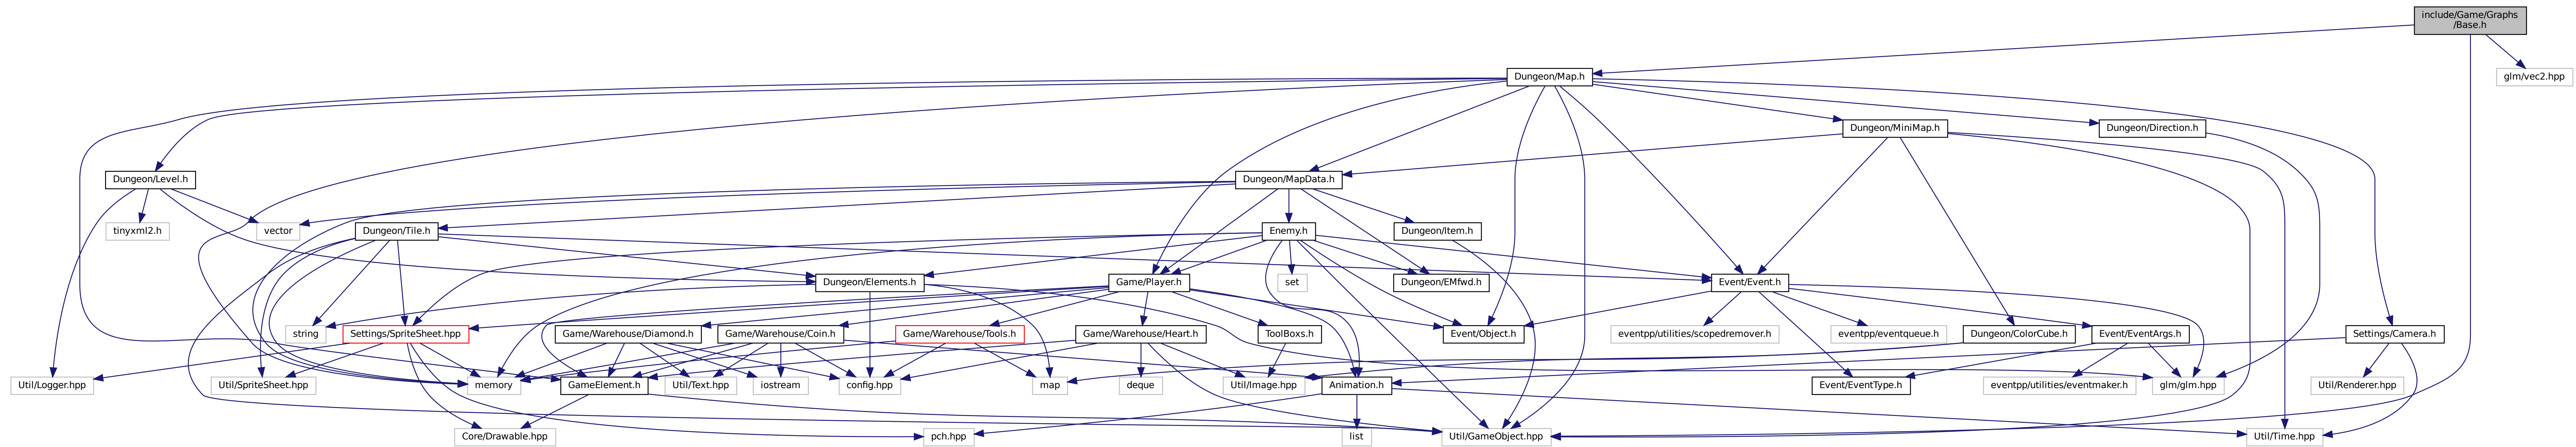 include/Game/Graphs
/Base.h
Dungeon/Map.h
glm/vec2.hpp
Dungeon/MiniMap.h
Dungeon/Direction.h
Dungeon/Level.h
Dungeon/MapData.h
tinyxml2.h
vector
Dungeon/Tile.h
Enemy.h
Dungeon/Item.h
Dungeon/Elements.h
Game/Player.h
set
Dungeon/EMfwd.h
Event/Event.h
string
Settings/SpriteSheet.hpp
Game/Warehouse/Diamond.h
Game/Warehouse/Coin.h
Game/Warehouse/Tools.h
Game/Warehouse/Heart.h
ToolBoxs.h
Event/Object.h
eventpp/utilities/scopedremover.h
eventpp/eventqueue.h
Dungeon/ColorCube.h
Event/EventArgs.h
Settings/Camera.h
Util/Logger.hpp
Util/SpriteSheet.hpp
memory
GameElement.h
Util/Text.hpp
iostream
config.hpp
map
deque
Util/Image.hpp
Animation.h
Event/EventType.h
eventpp/utilities/eventmaker.h
glm/glm.hpp
Util/Renderer.hpp
Core/Drawable.hpp
pch.hpp
list
Util/GameObject.hpp
Util/Time.hpp